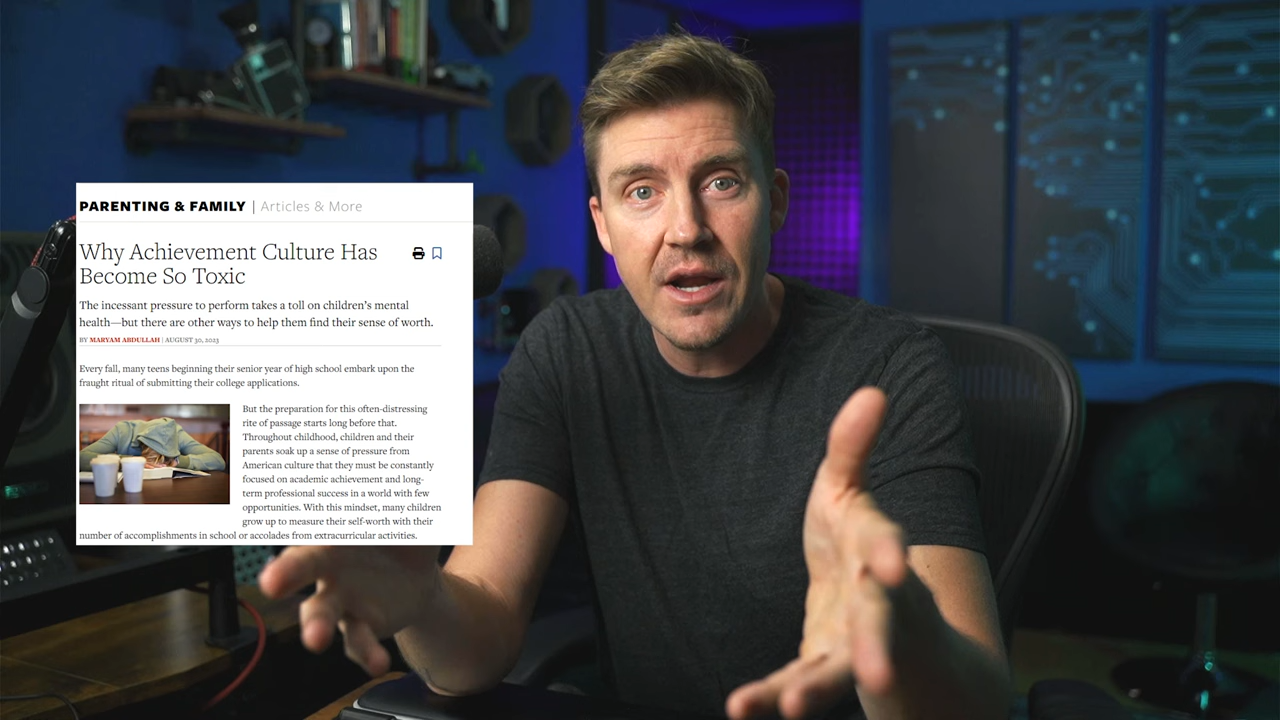 PARENTING & FAMILY | Articles & More
Why Achievement Culture Has
Become So Toxic
The incessant pressure to perform takes a toll on children's mental
health—but there are other ways to help them find their sense of worth.
BY MARYAM ABDULLAH | AUGUST 30, 2023
Every fall, many teens beginning their senior year of high school embark upon the
fraught ritual of submitting their college applications.
But the preparation for this often-distressing
rite of passage starts long before that.
Throughout childhood, children and their
parents soak up a sense of pressure from
American culture that they must be constantly
focused on academic achievement and long-
term professional success in a world with few
opportunities. With this mindset, many children
grow up to measure their self-worth with their
number of accomplishments in school or accolades from extracurricular activities.